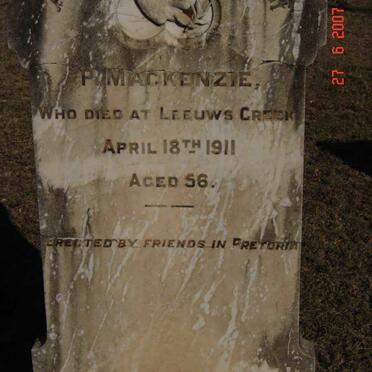 P. MACKENZIE,
WHO DIED AT LEEUWS CREEK
APRIL 18TH 1911
AGED 56.
ERECTED BY FRIENDS IN PRETORIA
27 6 2007